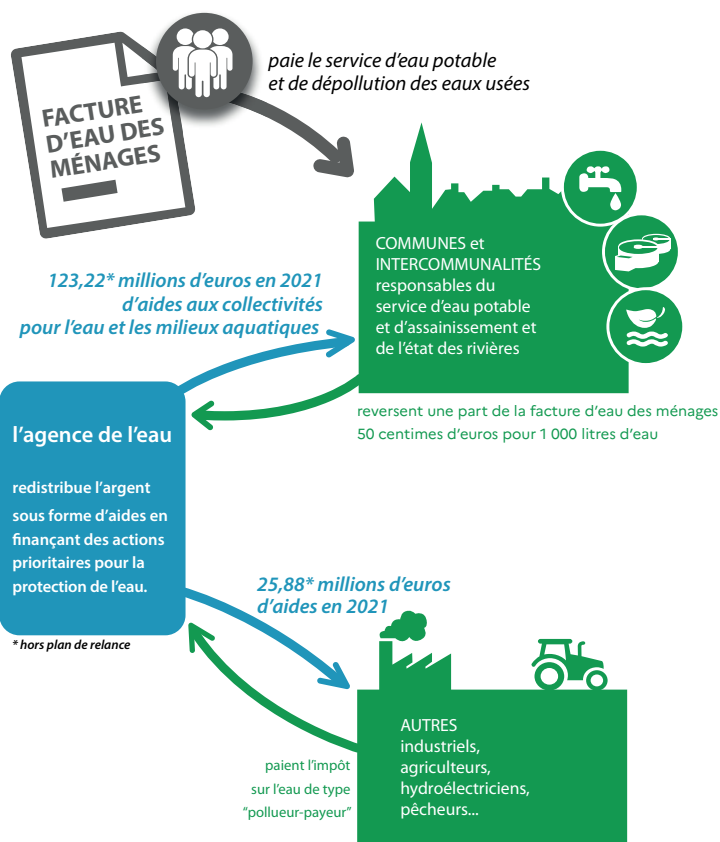 FACTURE
D'EAU DES
MÉNAGES
paie le service d'eau potable
et de dépollution des eaux usées
COMMUNES et
INTERCOMMUNALITÉS
responsables du
service d'eau potable
et d'assainissement et
de l'état des rivières
123,22* millions d'euros en 2021
d'aides aux collectivités
pour l'eau et les milieux aquatiques
reversent une part de la facture d'eau des ménages
50 centimes d'euros pour 1 000 litres d'eau
l'agence de l'eau
redistribue l'argent
sous forme d'aides en
finançant des actions
prioritaires pour la
protection de l'eau.
* hors plan de relance
25,88* millions d'euros
d'aides en 2021
AUTRES
industriels,
agriculteurs,
hydroélectriciens,
pêcheurs...
paient l'impôt
sur l'eau de type
"pollueur-payeur"